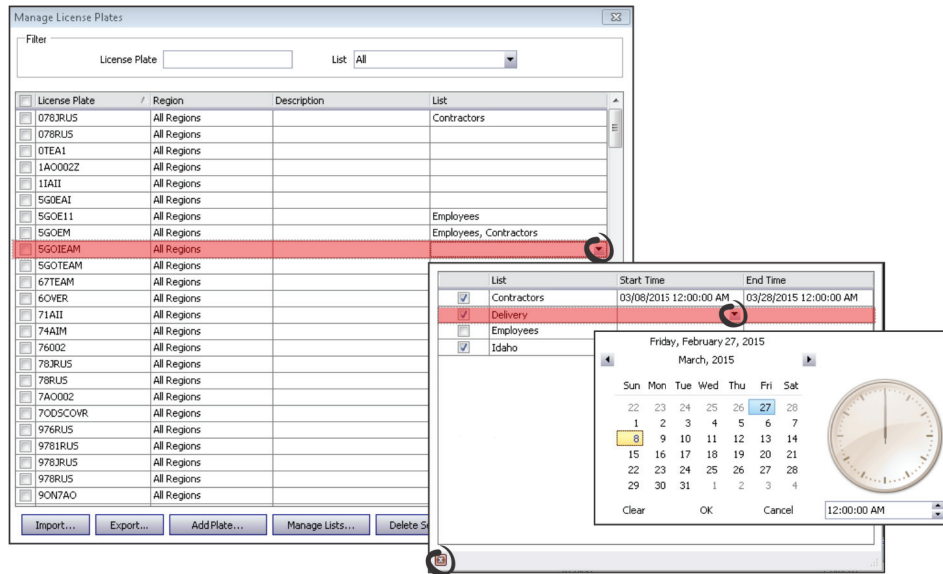 Manage License Plates
Filter
License Plate List All
License Plate / Region Description List
078JRUS All Regions Contractors
078RUS All Regions
0TEA1 All Regions
1AO002Z All Regions
1IAII All Regions
5G0EAI All Regions
5GOE11 All Regions Employees
5GOEM All Regions Employees, Contractors
5GOIEAM All Regions
5GOTEAM All Regions
67TEAM All Regions
6OVER All Regions
71AII All Regions
74AIM All Regions
76002 All Regions
78JRUS All Regions
78RUS All Regions
7AO002 All Regions
7ODSCOVR All Regions
976RUS All Regions
9781RUS All Regions
978JRUS All Regions
978RUS All Regions
9ON7AO All Regions
Import... Export... Add Plate... Manage Lists... Delete Se
List Start Time End Time
Contractors 03/08/2015 12:00:00 AM 03/28/2015 12:00:00 AM
Delivery
Employees
Idaho
Friday, February 27, 2015
March, 2015
Sun Mon Tue Wed Thu Fri Sat
22 23 24 25 26 27 28
1 2 3 4 5 6 7
8 9 10 11 12 13 14
15 16 17 18 19 20 21
22 23 24 25 26 27 28
29 30 31 1 2 3 4
Clear OK Cancel 12:00:00 AM